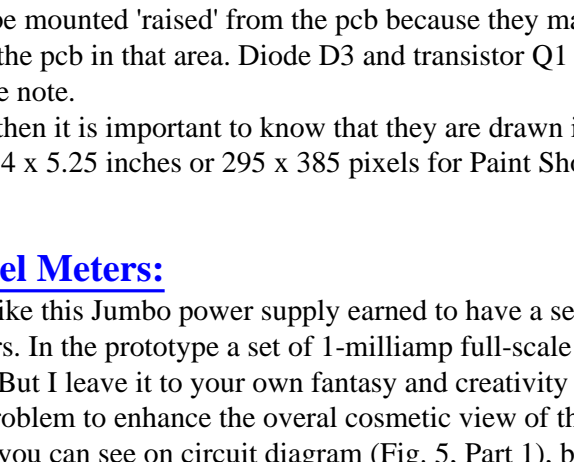 be mounted 'raised' from the pcb because they ma
the pcb in that area. Diode D3 and transistor Q1
e note.
then it is important to know that they are drawn i
4 x 5.25 inches or 295 x 385 pixels for Paint Sho
el Meters:
ike this Jumbo power supply earned to have a se
rs. In the prototype a set of 1-milliamp full-scale
But I leave it to your own fantasy and creativity
roblem to enhance the overal cosmetic view of th
you can see on circuit diagram (Fig. 5, Part 1), b